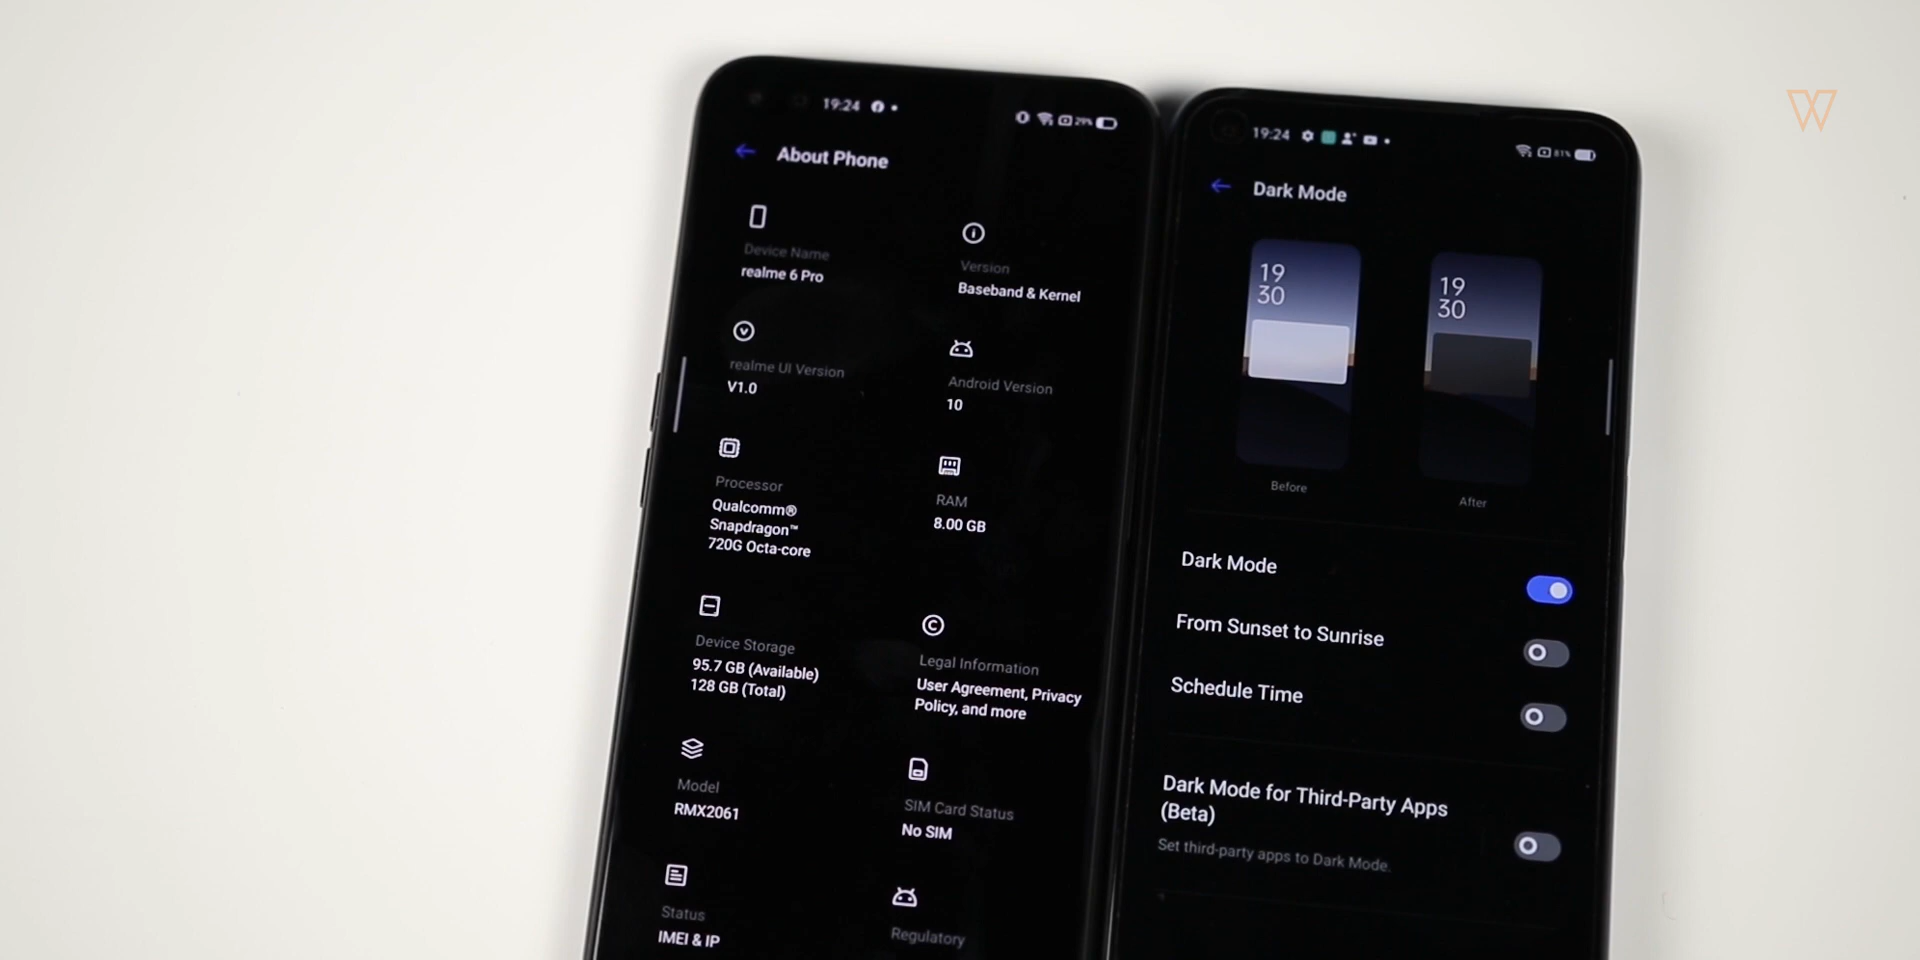 19:24
29%
About Phone
Device Name
realme 6 Pro
Version
Baseband & Kernel
realme UI Version
V1.0
Android Version
10
Processor
Qualcomm®
Snapdragon™
720G Octa-core
RAM
8.00 GB
Device Storage
95.7 GB (Available)
128 GB (Total)
Legal Information
User Agreement, Privacy
Policy, and more
Model
RMX2061
SIM Card Status
No SIM
Status
IMEI & IP
Regulatory
19:24
81%
Dark Mode
19
30
19
30
Before
After
Dark Mode
From Sunset to Sunrise
Schedule Time
Dark Mode for Third-Party Apps
(Beta)
Set third-party apps to Dark Mode.
W